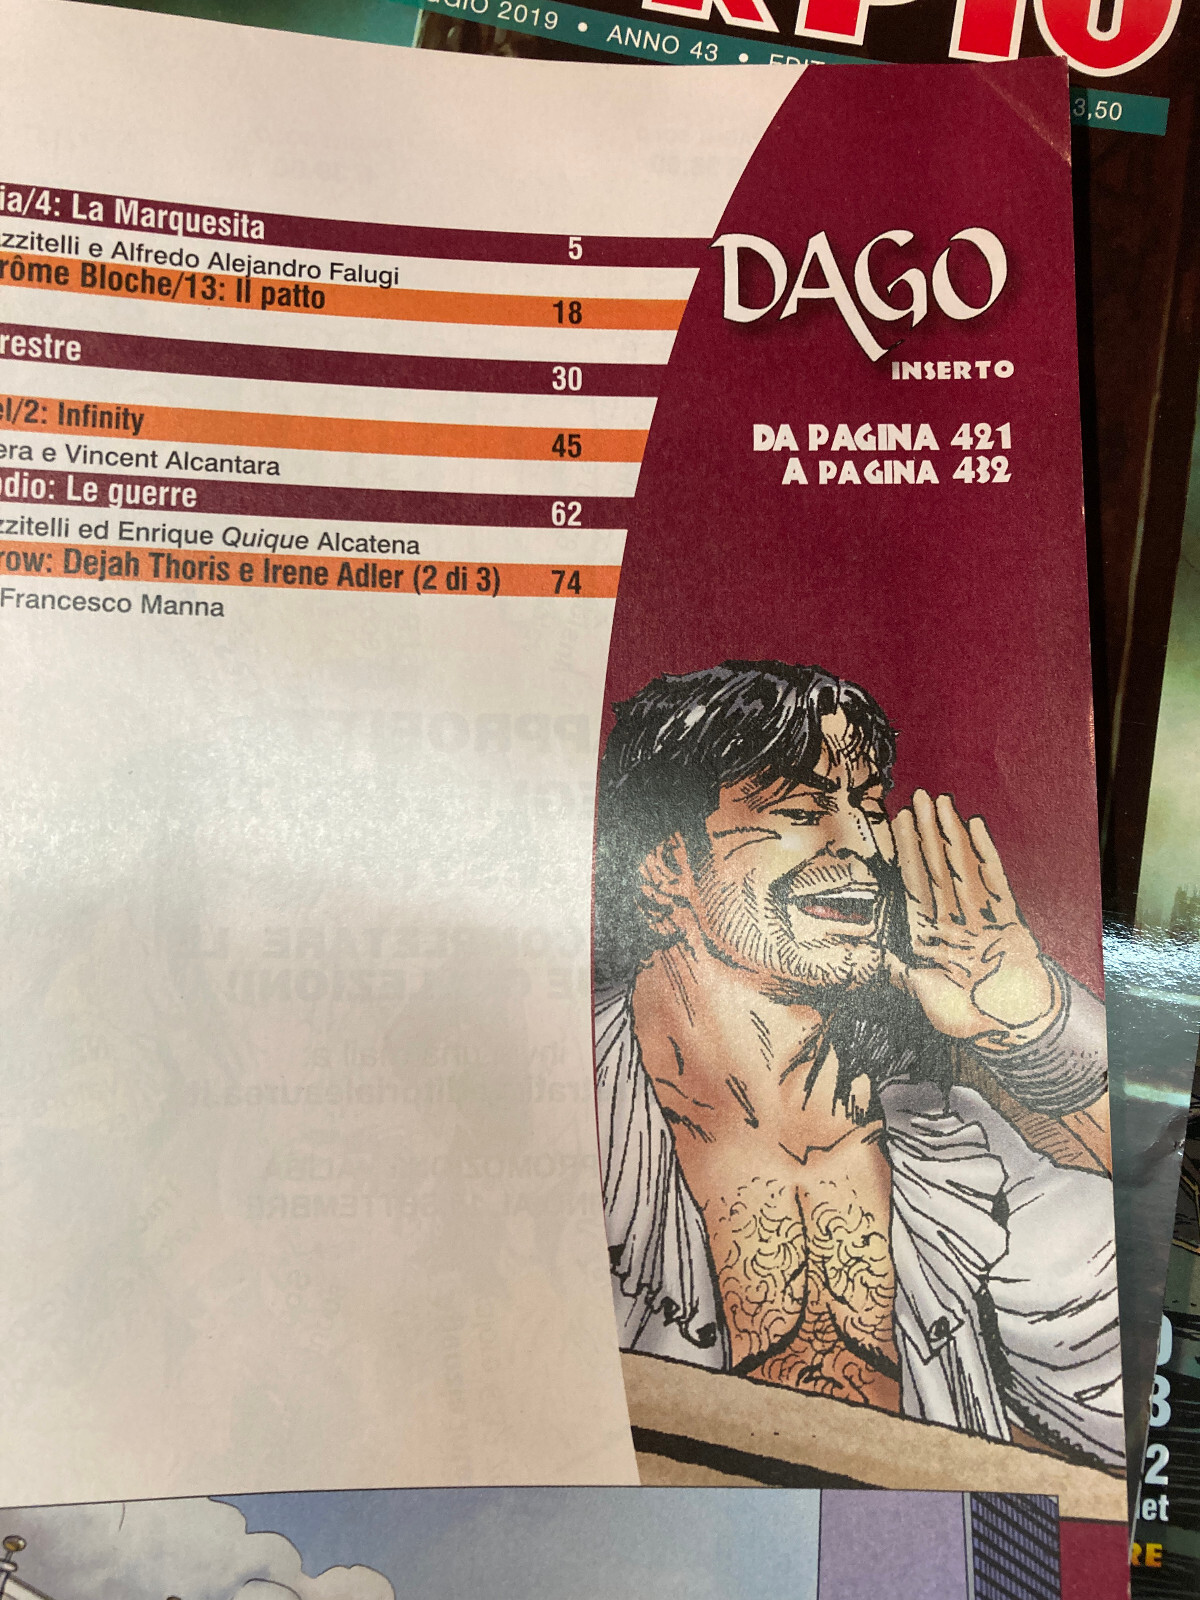 2019 • ANNO 43 •
3,50
ia/4: La Marquesita 5
zzitelli e Alfredo Alejandro Falugi
rôme Bloche/13: Il patto 18
restre 30
el/2: Infinity 45
era e Vincent Alcantara
odio: Le guerre 62
zzitelli ed Enrique Quique Alcatena
row: Dejah Thoris e Irene Adler (2 di 3) 74
Francesco Manna
DAGO
INSERTO
DA PAGINA 421
A PAGINA 432